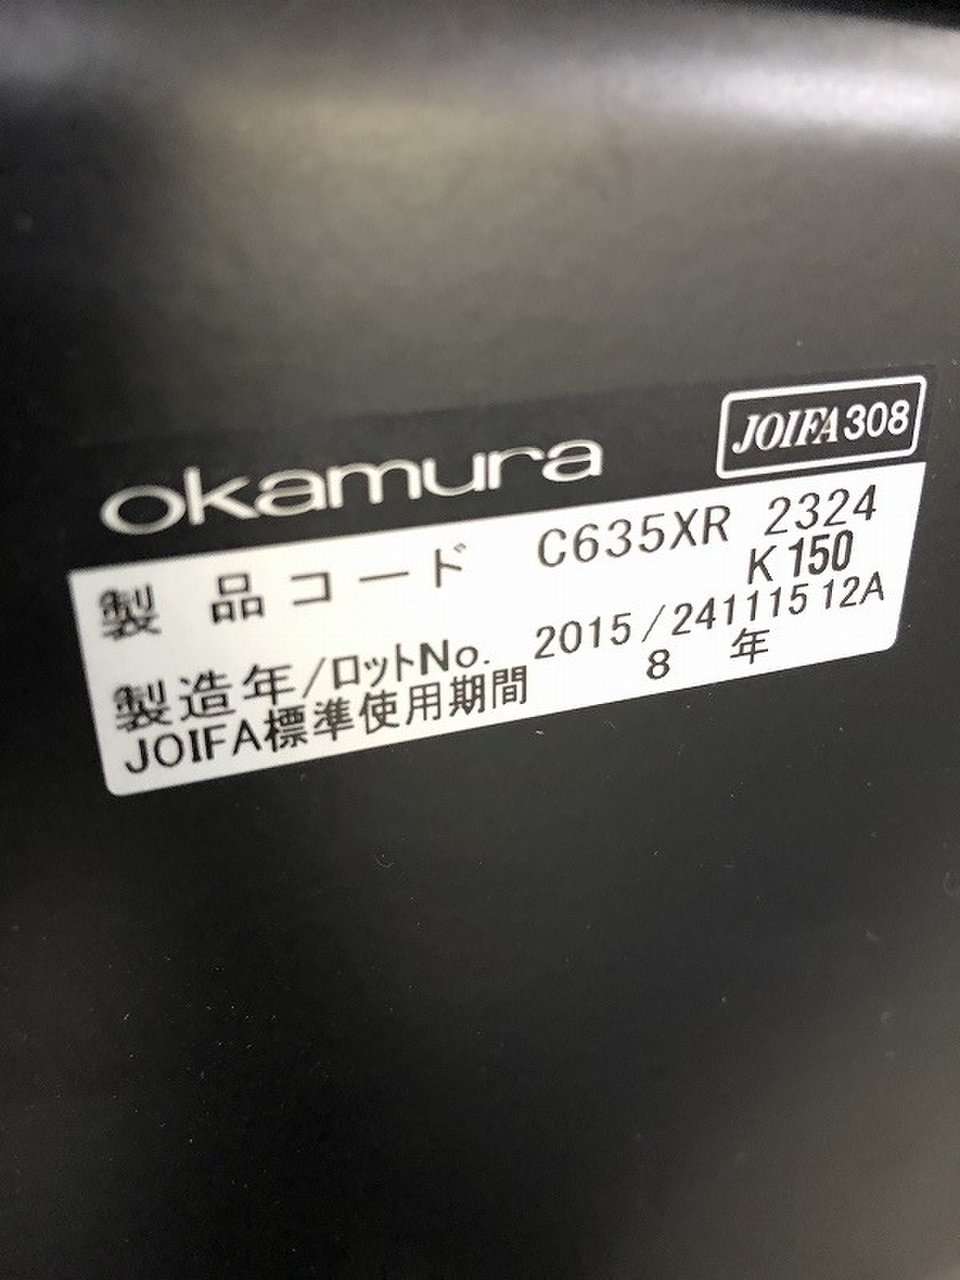 okamura JOIFA308
製品コード C635XR 2324
K150
製造年/ロットNo. 2015/24111512A
JOIFA標準使用期間 8 年